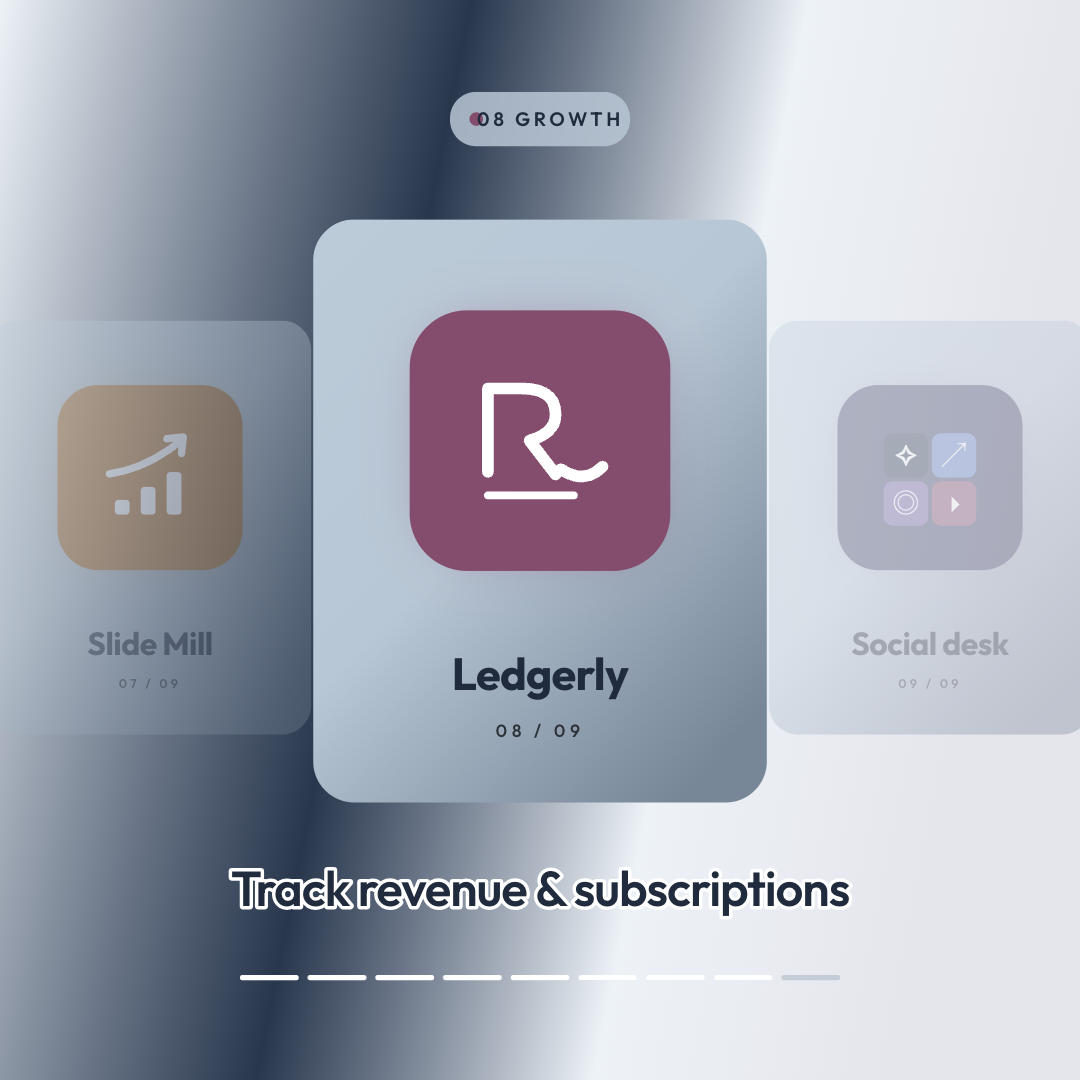 08 GROWTH
Slide Mill
07 / 09
Ledgerly
08 / 09
Social desk
09 / 09
Track revenue & subscriptions